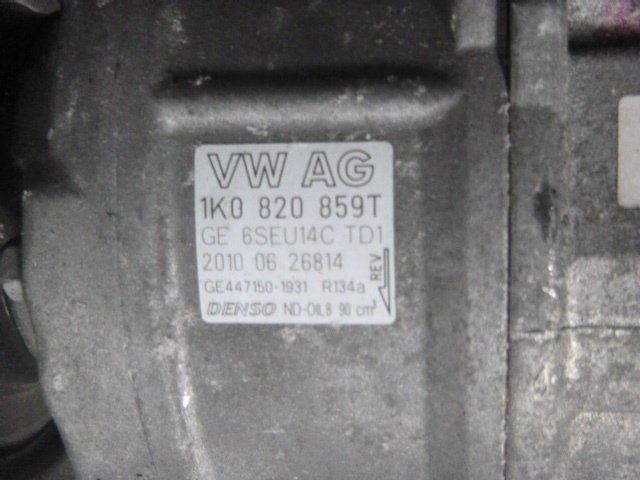 VW AG
1K0 820 859T
GE 6SEU14C TD1
2010 06 26814
GE447150-1931 R134a
REV
DENSO ND-OIL8 90 cm³